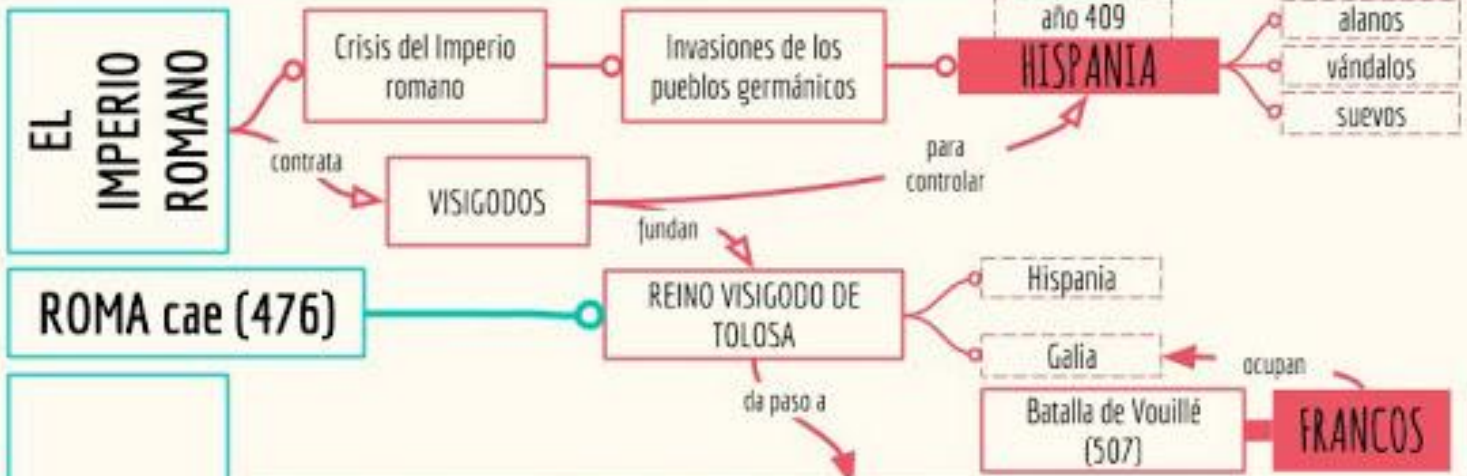 EL
IMPERIO
ROMANO
Crisis del Imperio
romano
Invasiones de los
pueblos germánicos
año 409
HISPANIA
alanos
vándalos
suevos
contrata
VISIGODOS
para
controlar
fundan
ROMA cae (476)
REINO VISIGODO DE
TOLOSA
Hispania
Galia
ocupan
da paso a
Batalla de Vouillé
(507)
FRANCOS